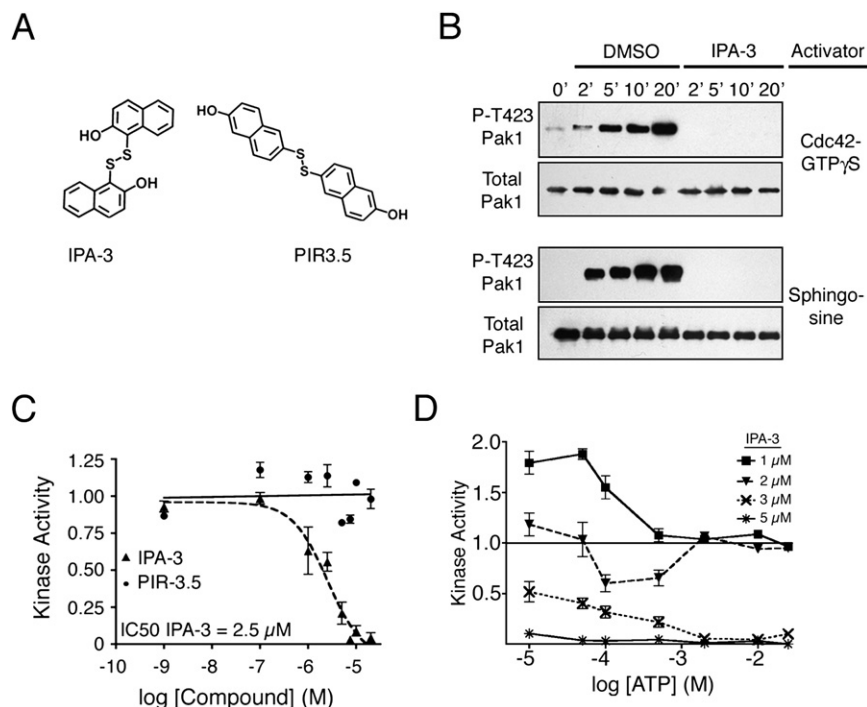 A
HO
OH
S
S
IPA-3
HO
S
S
OH
PIR3.5
B
DMSO IPA-3 Activator
0' 2' 5' 10' 20' 2' 5' 10' 20'
P-T423
Pak1
Total
Pak1
Cdc42-
GTPγS
P-T423
Pak1
Total
Pak1
Sphingo-
sine
C
Kinase Activity
1.25
1.00
0.75
0.50
0.25
0
IPA-3
PIR-3.5
IC50 IPA-3 = 2.5 µM
-10 -9 -8 -7 -6 -5 -4
log [Compound] (M)
D
Kinase Activity
2.0
1.5
1.0
0.5
IPA-3
1 µM
2 µM
3 µM
5 µM
-5 -4 -3 -2
log [ATP] (M)